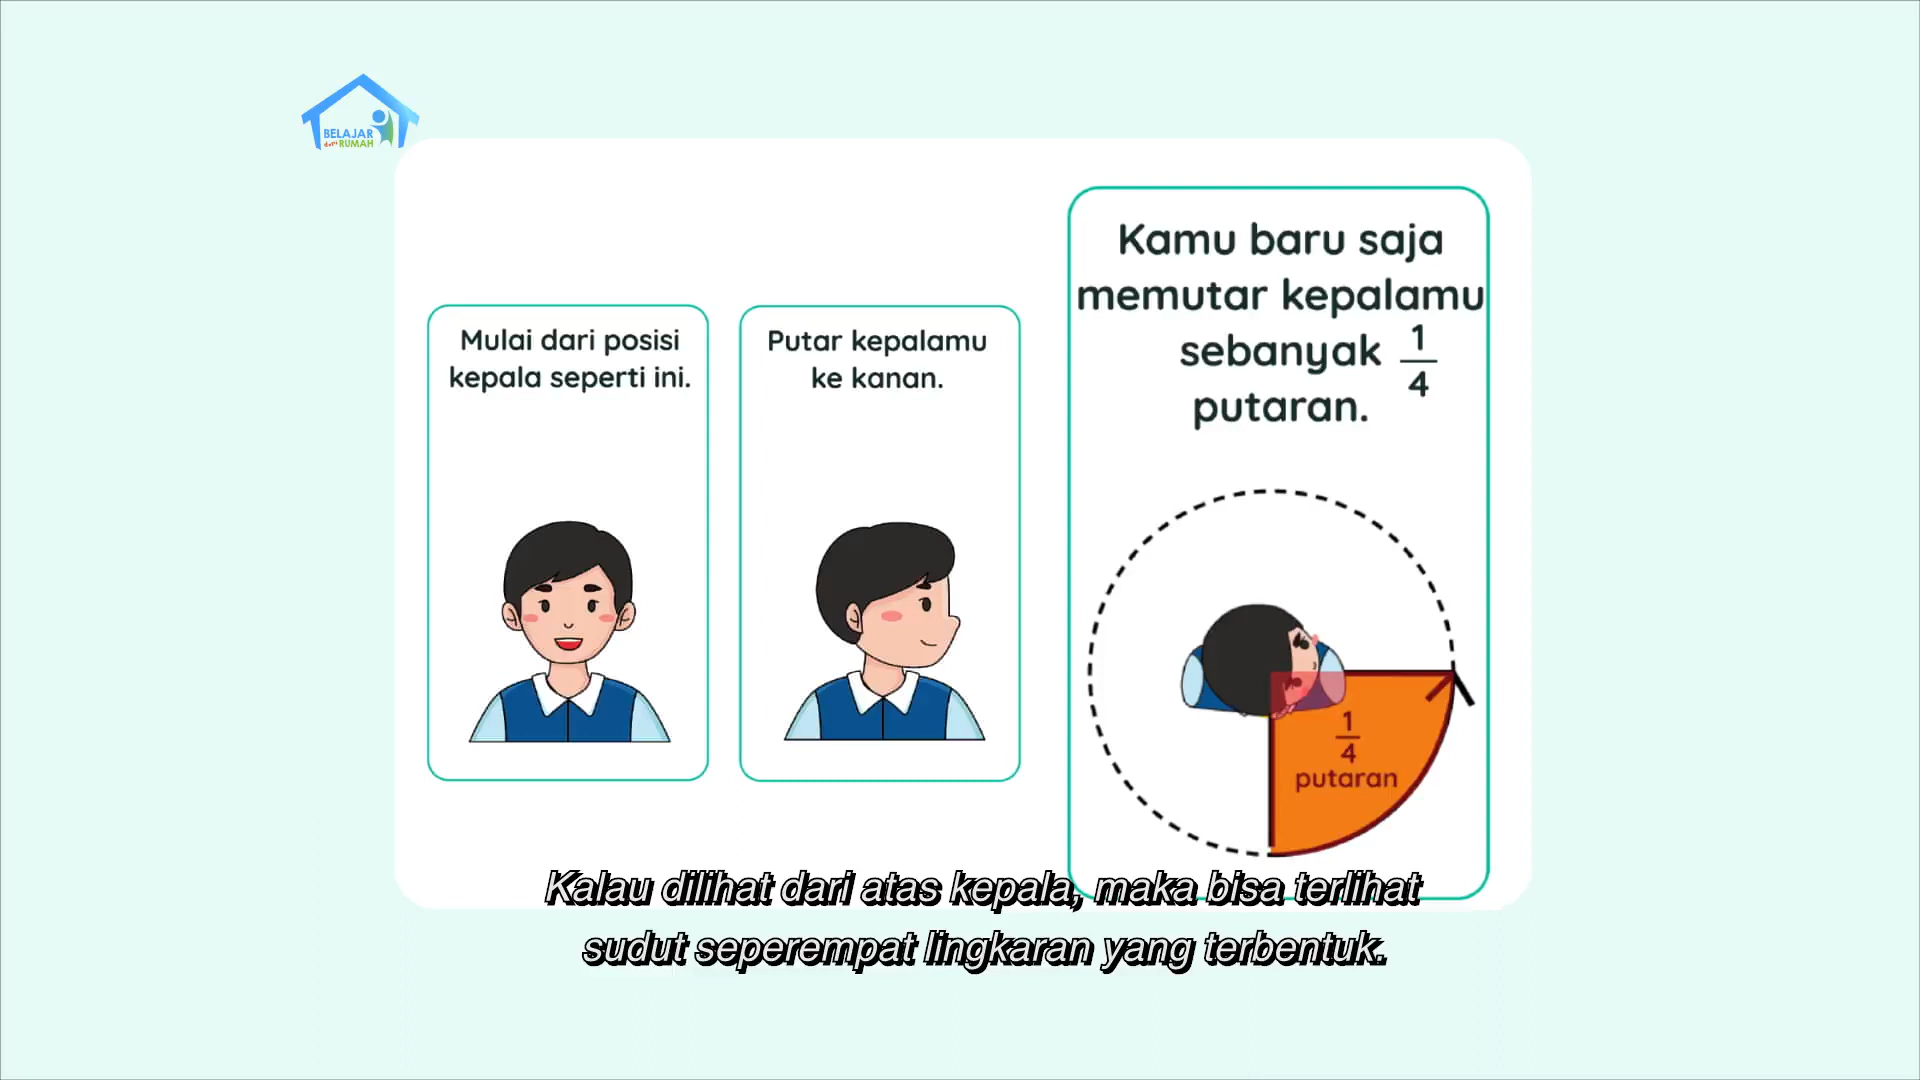 BELAJAR
dari RUMAH
Mulai dari posisi
kepala seperti ini.
Putar kepalamu
ke kanan.
Kamu baru saja
memutar kepalamu
sebanyak 1/4
putaran.
1/4
putaran
Kalau dilihat dari atas kepala, maka bisa terlihat
sudut seperempat lingkaran yang terbentuk.